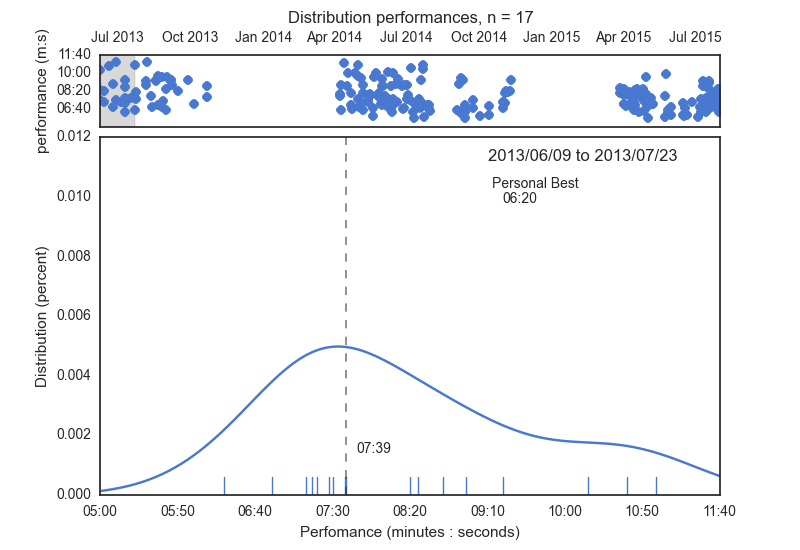 Distribution performances, n = 17
Jul 2013 Oct 2013 Jan 2014 Apr 2014 Jul 2014 Oct 2014 Jan 2015 Apr 2015 Jul 2015
performance (m:s)
11:40
10:00
08:20
06:40
Distribution (percent)
0.012
0.010
0.008
0.006
0.004
0.002
0.000
2013/06/09 to 2013/07/23
Personal Best
06:20
07:39
05:00 05:50 06:40 07:30 08:20 09:10 10:00 10:50 11:40
Perfomance (minutes : seconds)